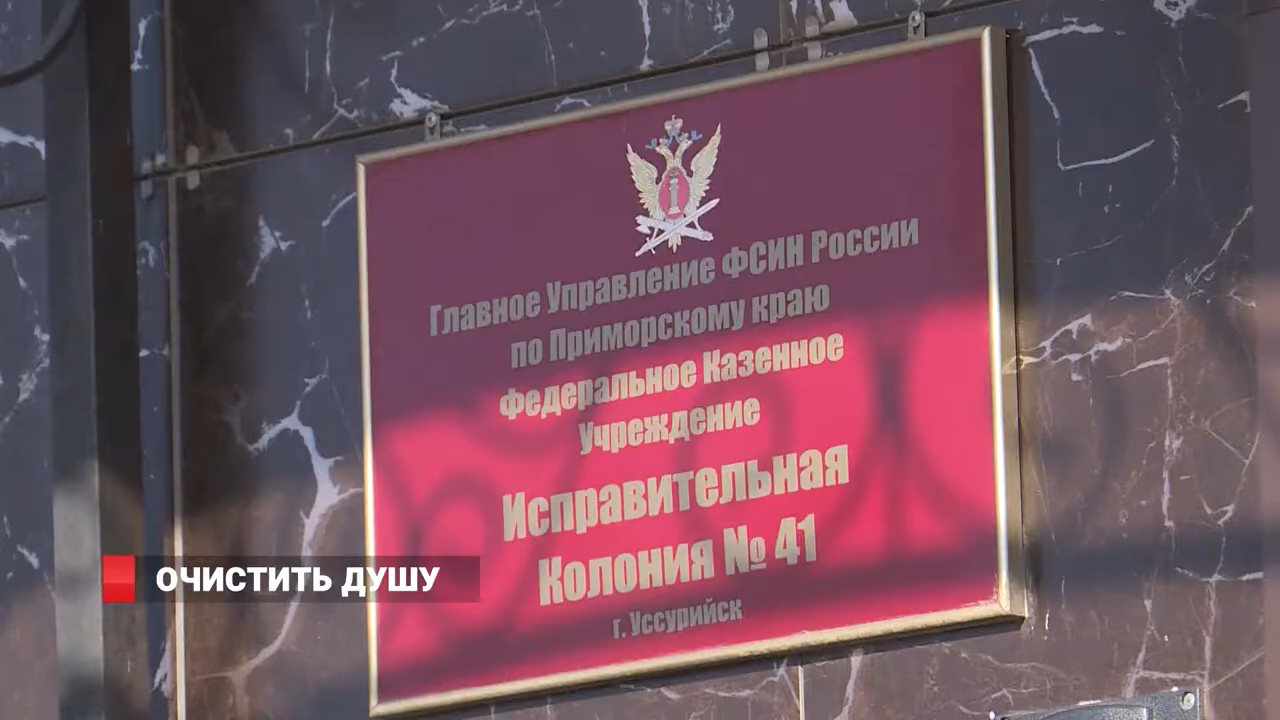 Главное Управление ФСИН России
по Приморскому краю
Федеральное Казенное
Учреждение
Исправительная
Колония № 41
г. Уссурийск
ОЧИСТИТЬ ДУШУ